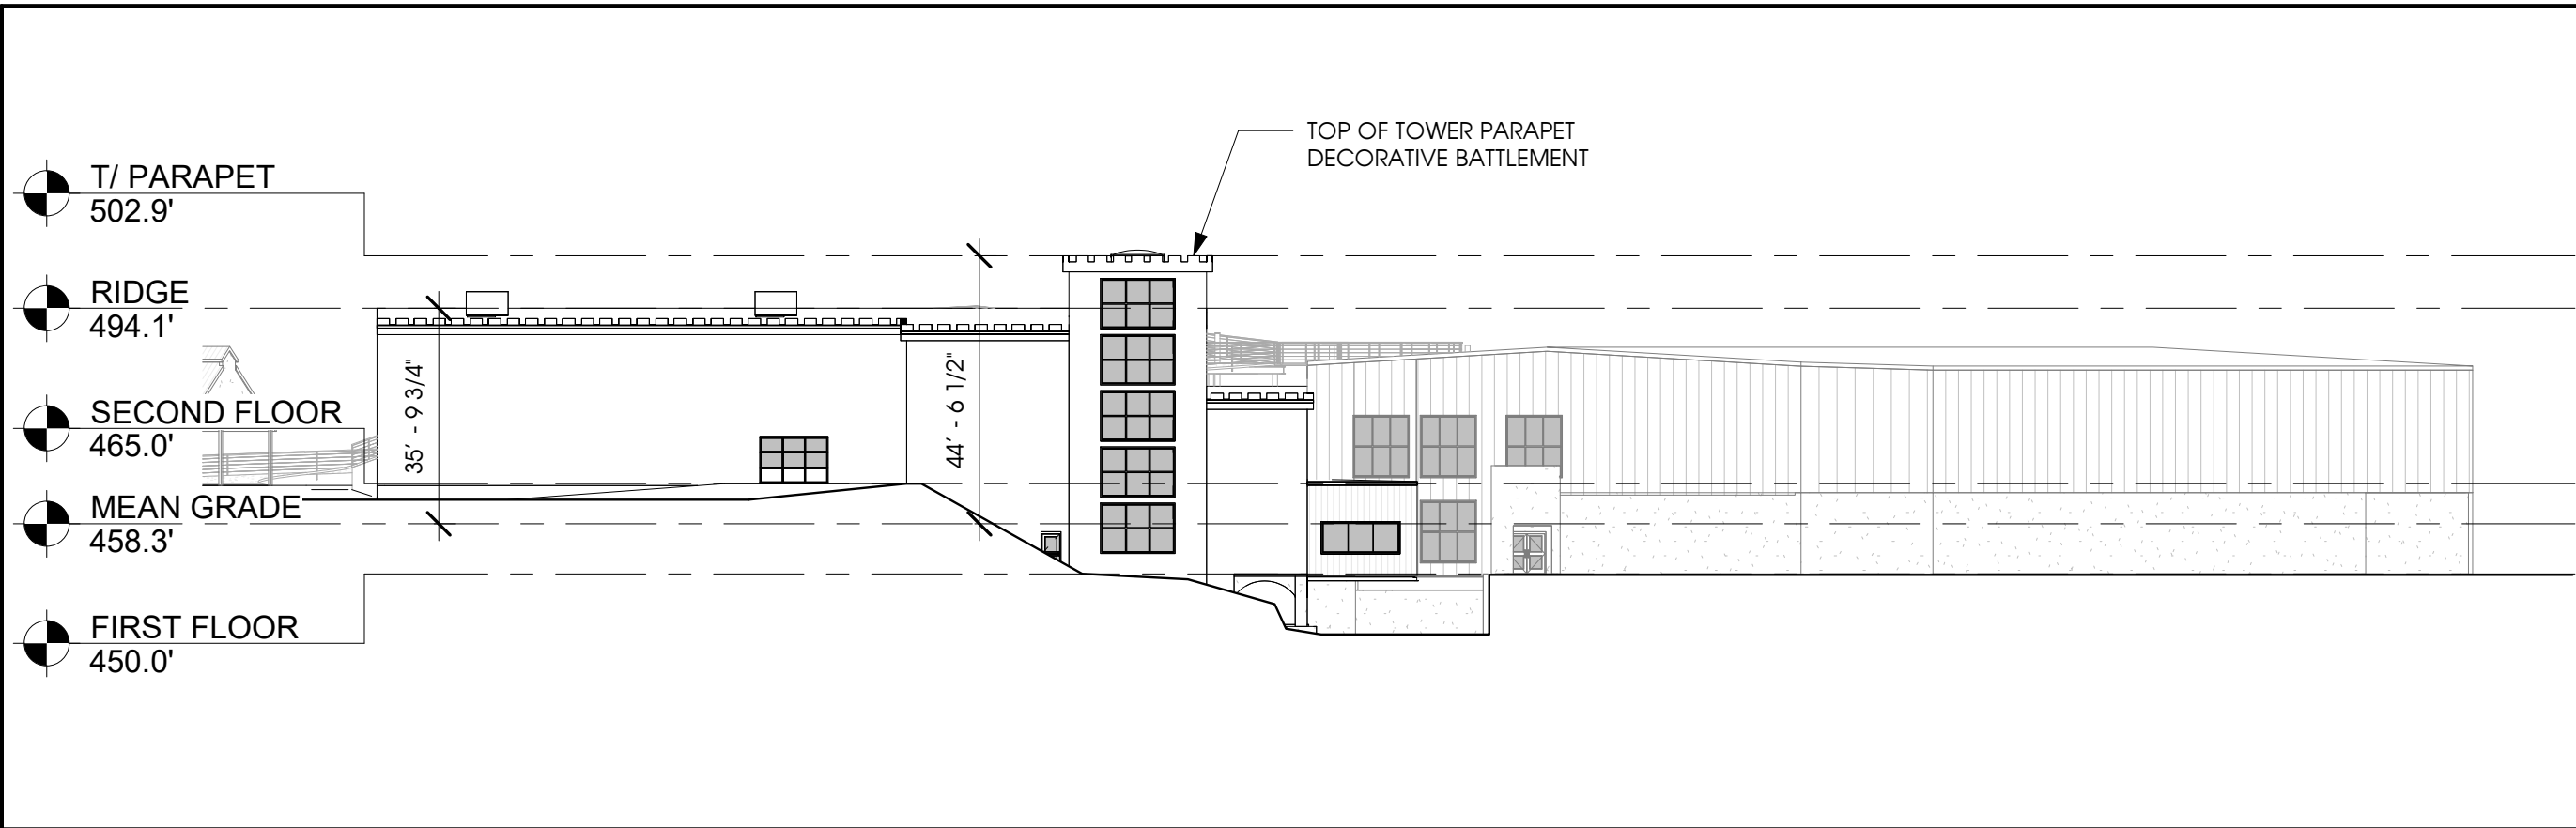 TOP OF TOWER PARAPET
DECORATIVE BATTLEMENT
T/ PARAPET
502.9'
RIDGE
494.1'
SECOND FLOOR
465.0'
MEAN GRADE
458.3'
FIRST FLOOR
450.0'
35' - 9 3/4"
44' - 6 1/2"